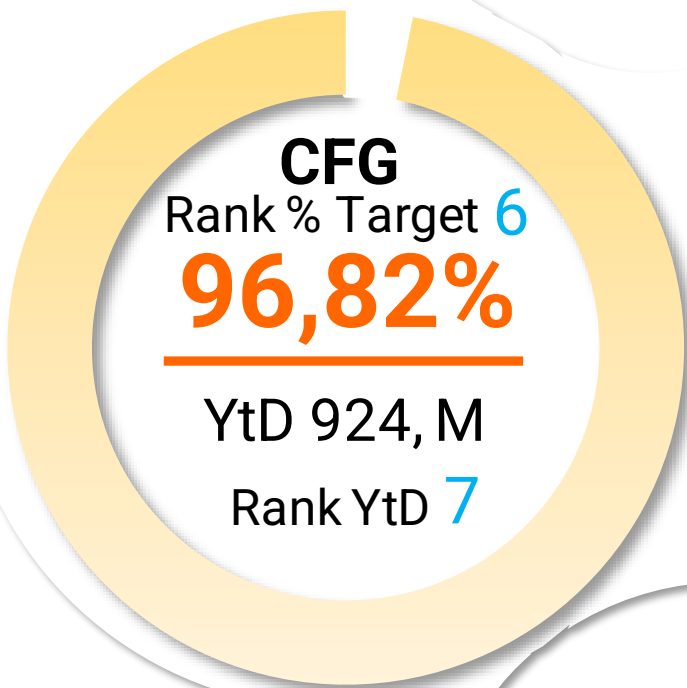 CFG
Rank % Target 6
96,82%
YtD 924, M
Rank YtD 7